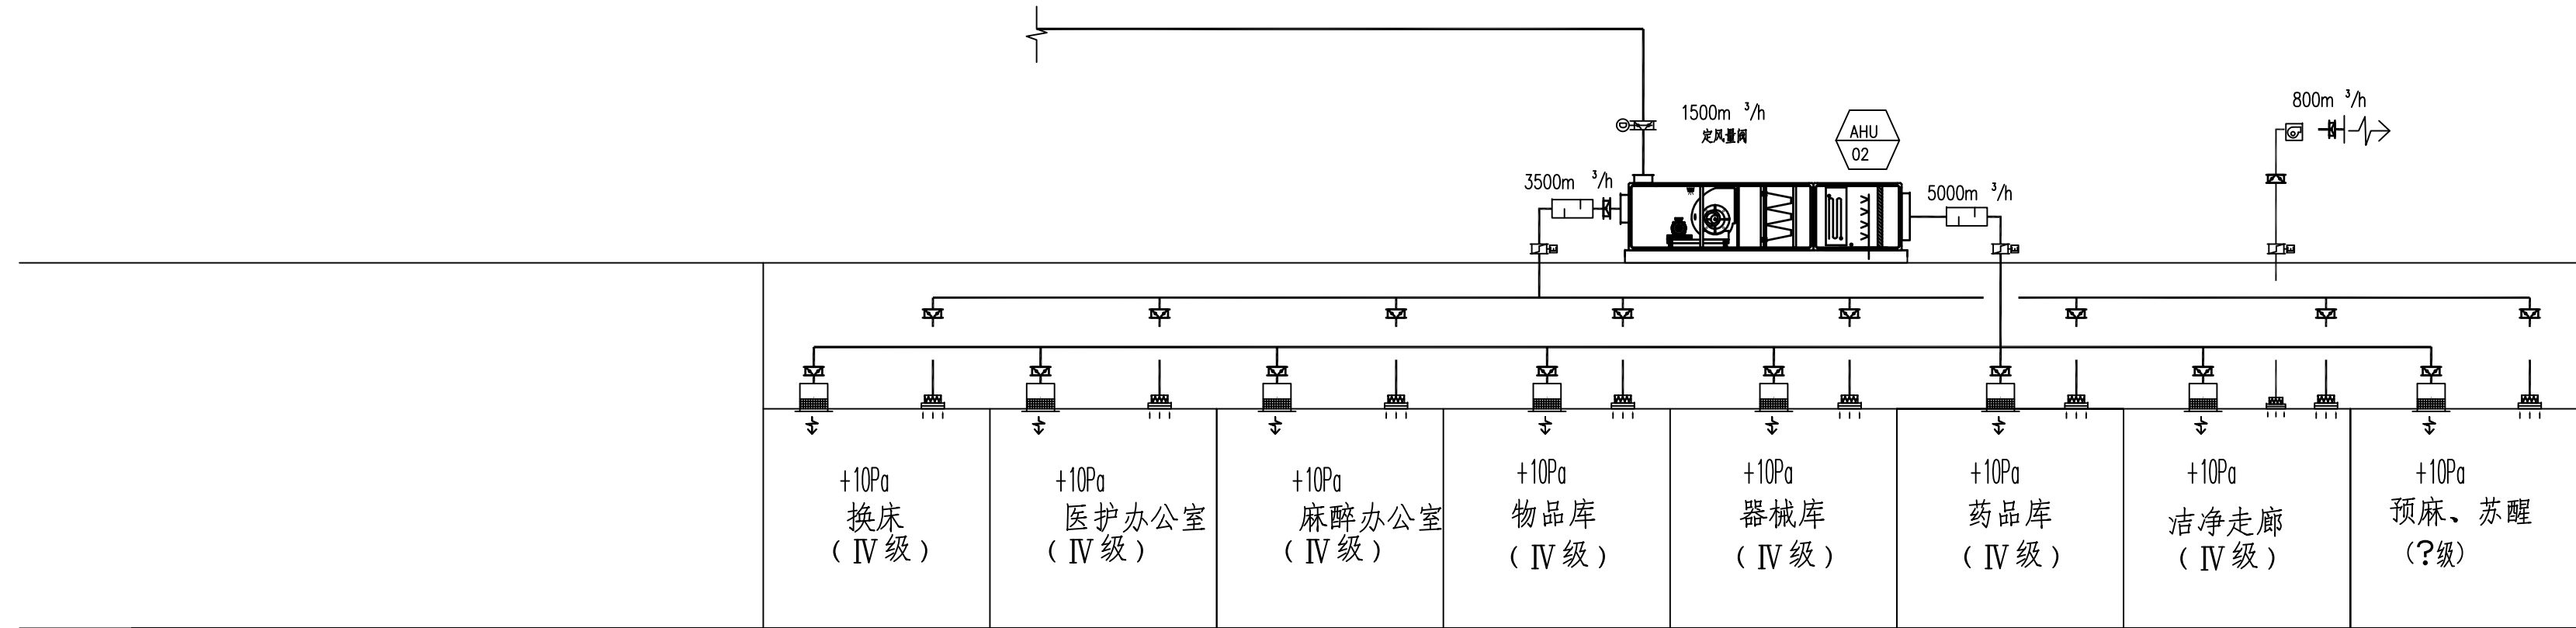 800m ³/h
1500m ³/h
定风量阀
AHU
02
3500m ³/h
5000m ³/h
+10Pa
换床
(Ⅳ级)
+10Pa
医护办公室
(Ⅳ级)
+10Pa
麻醉办公室
(Ⅳ级)
+10Pa
物品库
(Ⅳ级)
+10Pa
器械库
(Ⅳ级)
+10Pa
药品库
(Ⅳ级)
+10Pa
洁净走廊
(Ⅳ级)
+10Pa
预麻、苏醒
(?级)